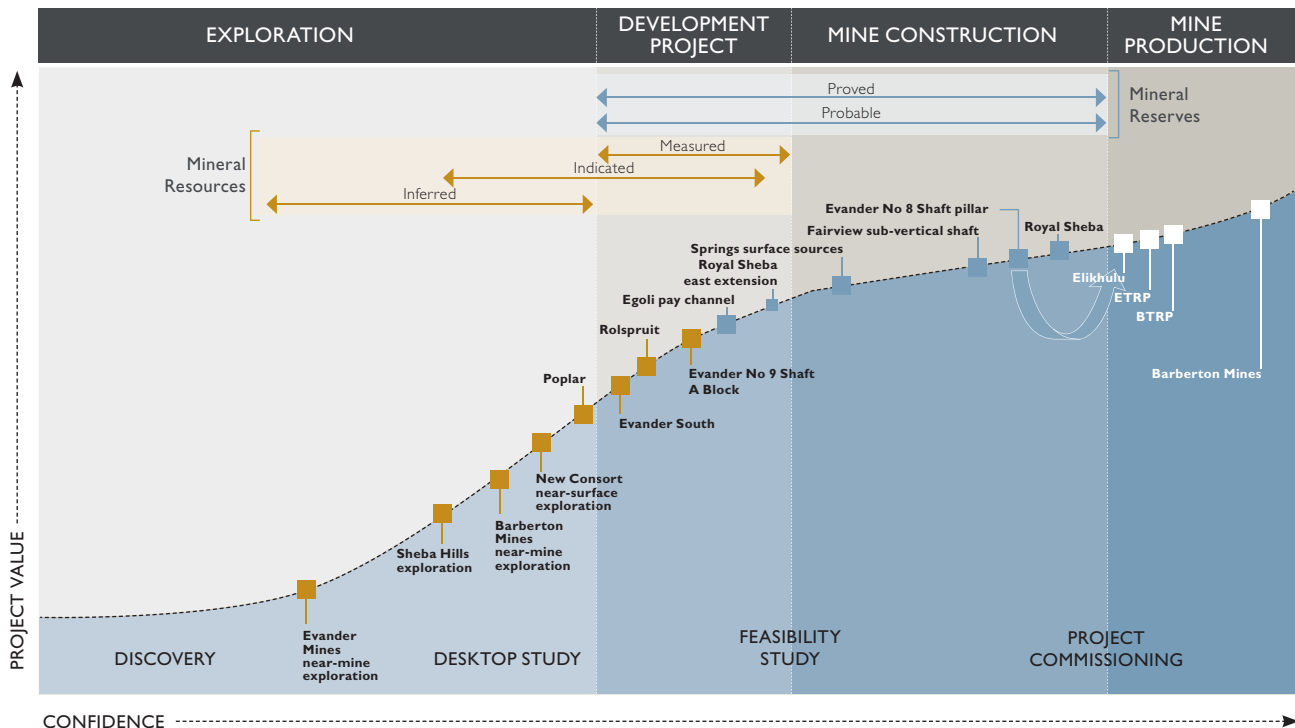 EXPLORATION
DEVELOPMENT
PROJECT
MINE CONSTRUCTION
MINE
PRODUCTION
Proved
Probable
Mineral
Reserves
Measured
Indicated
Inferred
Mineral
Resources
Evander No 8 Shaft pillar
Fairview sub-vertical shaft
Royal Sheba
Springs surface sources
Royal Sheba
east extension
Egoli pay channel
Rolspruit
Poplar
Elikhulu
ETRP
BTRP
Barberton Mines
Evander No 9 Shaft
A Block
Evander South
New Consort
near-surface
exploration
Barberton
Mines
near-mine
exploration
Sheba Hills
exploration
Evander
Mines
near-mine
exploration
DISCOVERY
DESKTOP STUDY
FEASIBILITY
STUDY
PROJECT
COMMISSIONING
PROJECT VALUE
CONFIDENCE